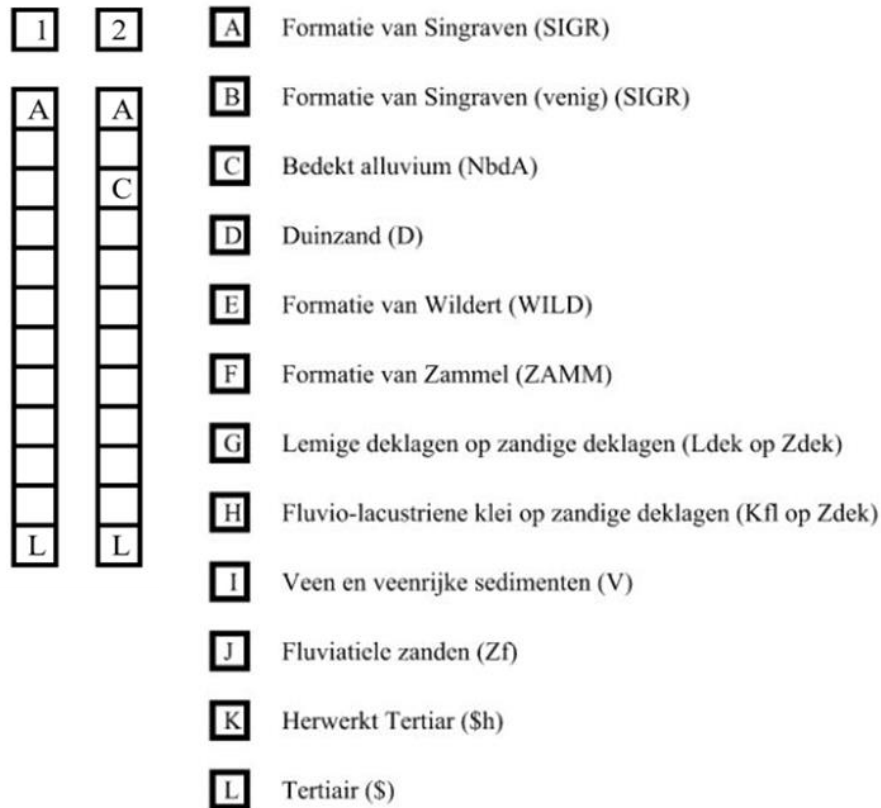 1 2
A A
C
L L
A Formatie van Singraven (SIGR)
B Formatie van Singraven (venig) (SIGR)
C Bedekt alluvium (NbdA)
D Duinzand (D)
E Formatie van Wildert (WILD)
F Formatie van Zammel (ZAMM)
G Lemige deklagen op zandige deklagen (Ldek op Zdek)
H Fluvio-lacustriene klei op zandige deklagen (Kfl op Zdek)
I Veen en veenrijke sedimenten (V)
J Fluviatiele zanden (Zf)
K Herwerkt Tertiar ($h)
L Tertiair ($)